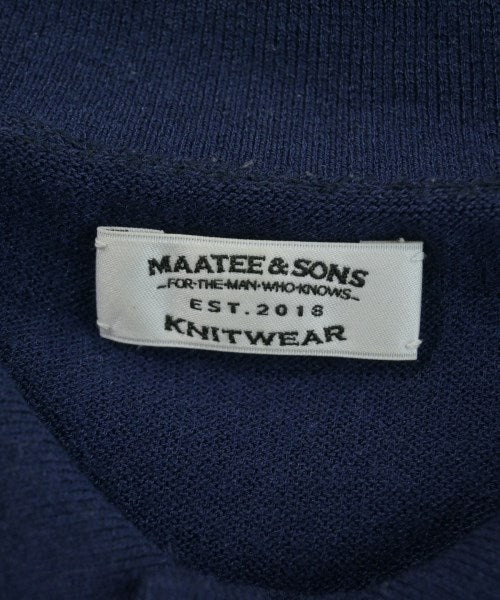 MAATEE & SONS
-FOR·THE·MAN·WHO·KNOWS-
EST.2018
KNITWEAR